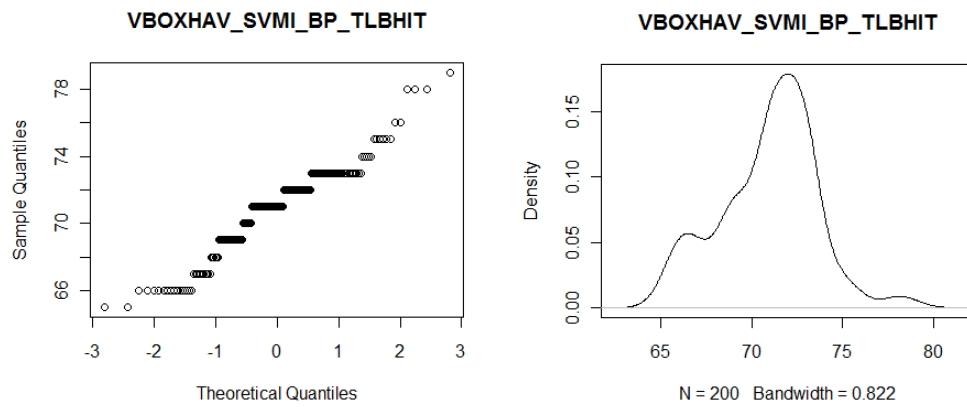 VBOXHAV_SVMI_BP_TLBHIT
Sample Quantiles
78
74
70
66
-3 -2 -1 0 1 2 3
Theoretical Quantiles
VBOXHAV_SVMI_BP_TLBHIT
Density
0.15
0.10
0.05
0.00
65 70 75 80
N = 200 Bandwidth = 0.822